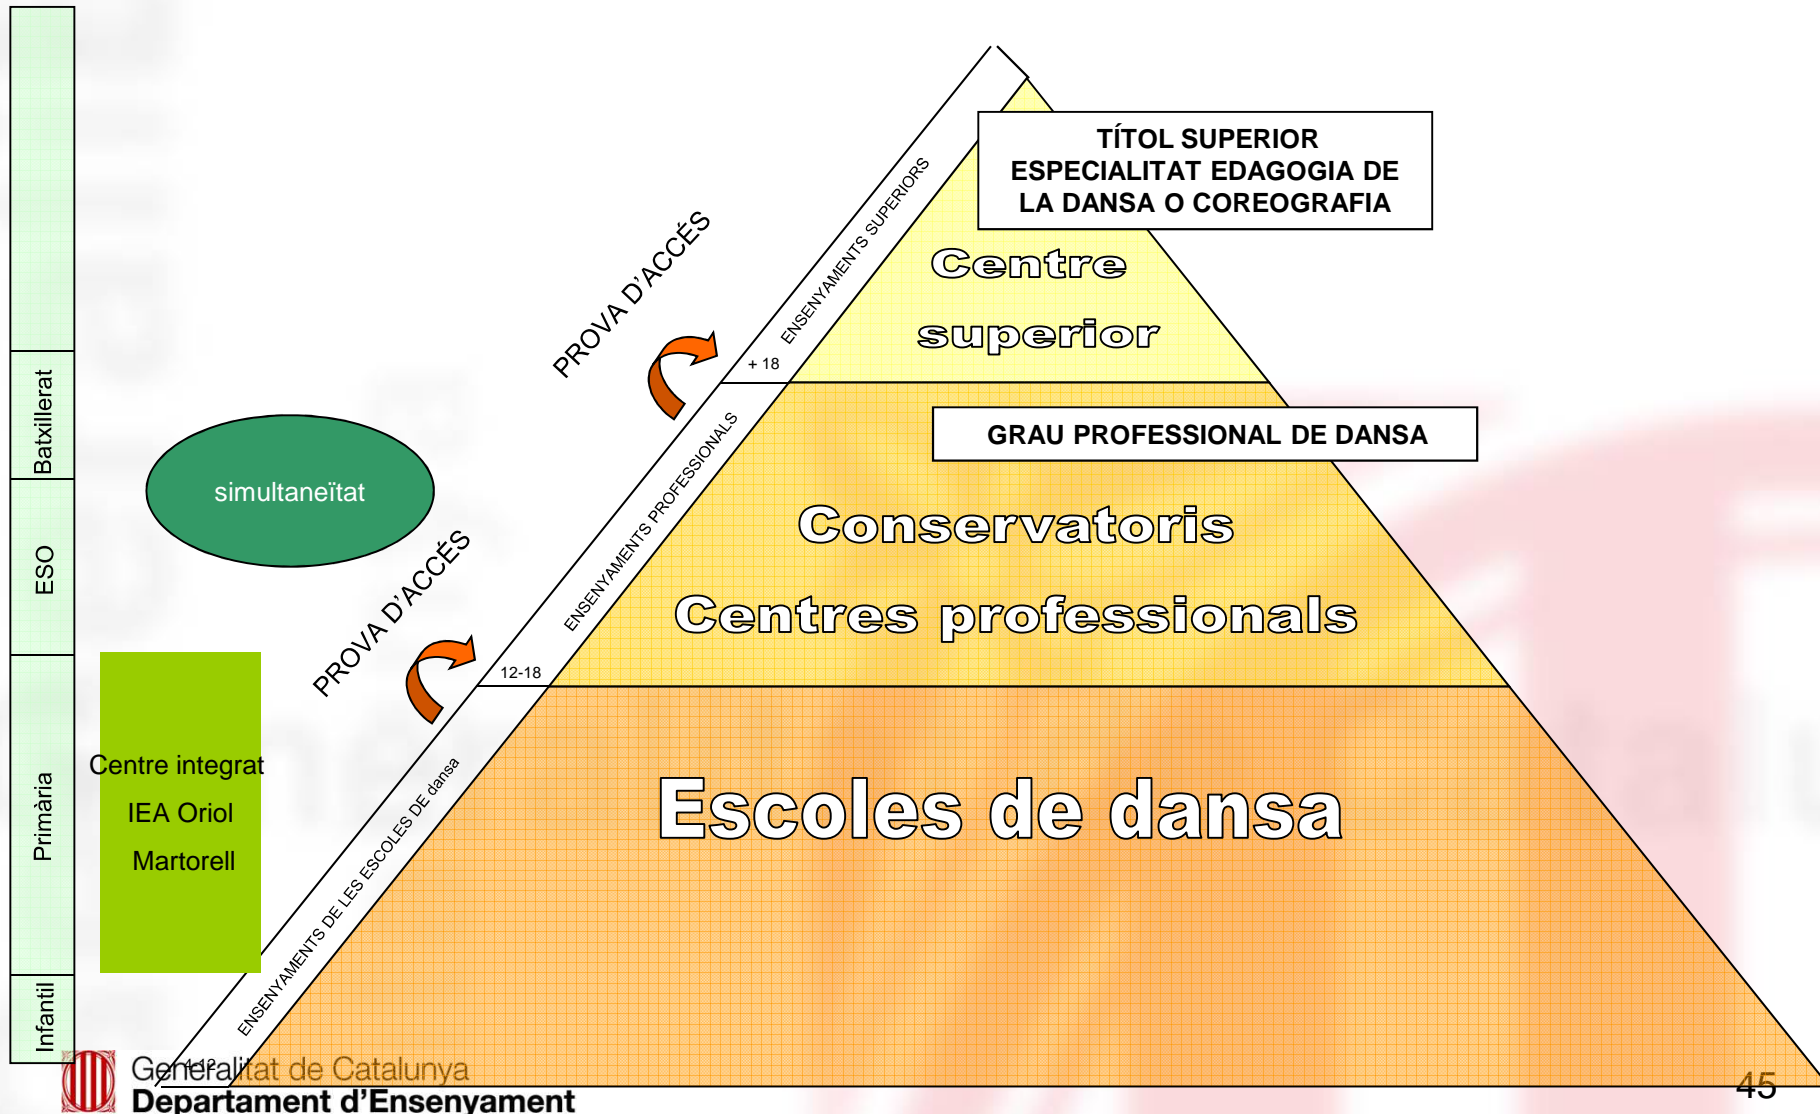 TÍTOL SUPERIOR
ESPECIALITAT EDAGOGIA DE
LA DANSA O COREOGRAFIA
ENSENYAMENTS SUPERIORS
PROVA D'ACCÉS
Centre
superior
+ 18
Batxillerat
GRAU PROFESSIONAL DE DANSA
simultaneïtat
ENSENYAMENTS PROFESSIONALS
Conservatoris
ESO
PROVA D'ACCÉS
Centres professionals
12-18
Centre integrat
IEA Oriol
Martorell
Primària
Escoles de dansa
ENSENYAMENTS DE LES ESCOLES DE dansa
Infantil
4-12
Generalitat de Catalunya
Departament d'Ensenyament
45